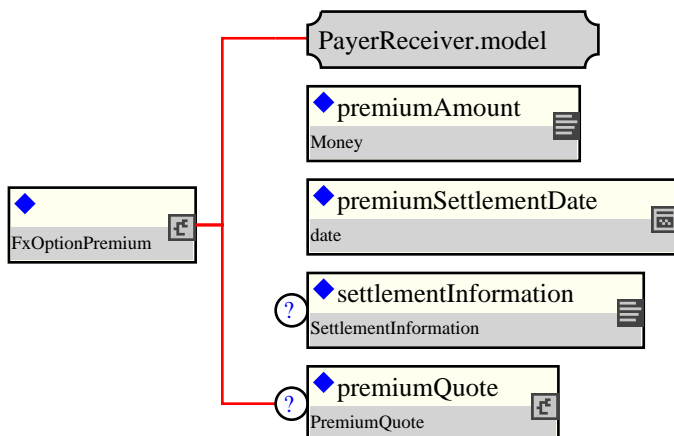 PayerReceiver.model
premiumAmount
Money
premiumSettlementDate
date
FxOptionPremium
? settlementInformation
SettlementInformation
? premiumQuote
PremiumQuote